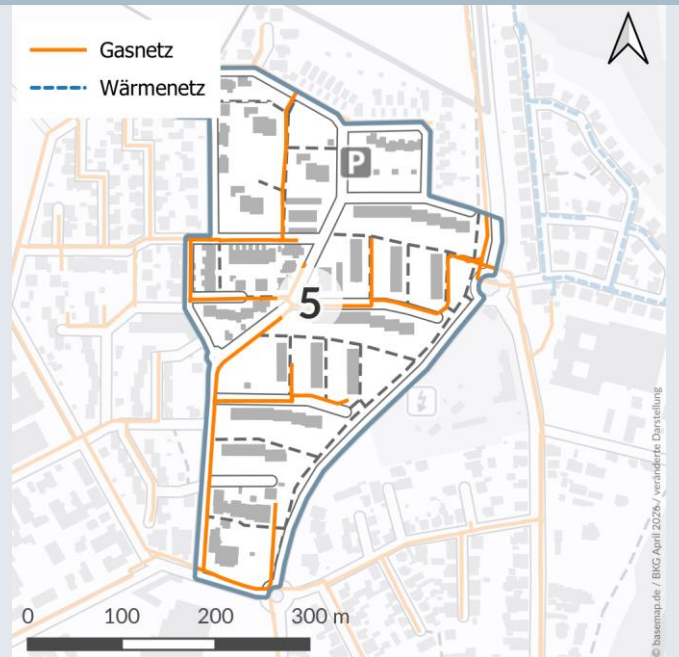 Gasnetz
Wärmenetz
P
5
0 100 200 300 m
© basemap.de / BKG April 2026 / veränderte Darstellung